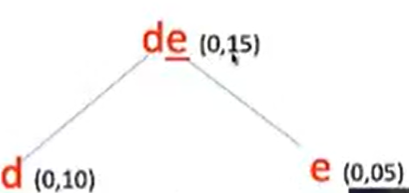 de (0,15)
d (0,10)
e (0,05)